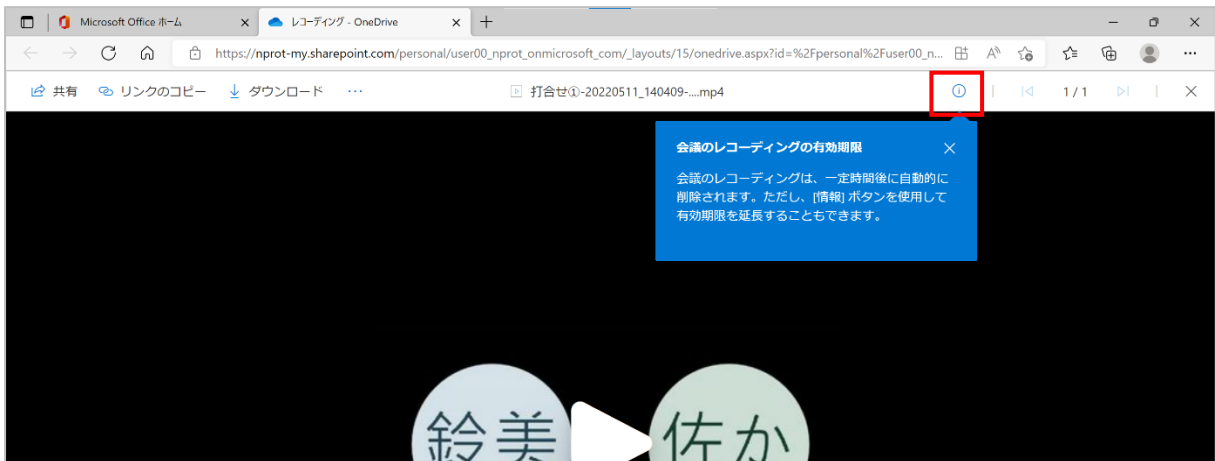 Microsoft Office ホーム
レコーディング - OneDrive
https://nprot-my.sharepoint.com/personal/user00_nprot_onmicrosoft_com/_layouts/15/onedrive.aspx?id=%2Fpersonal%2Fuser00_n...
共有 リンクのコピー ダウンロード ... 打合せ①-20220511_140409-....mp4 1 / 1
会議のレコーディングの有効期限
会議のレコーディングは、一定時間後に自動的に
削除されます。ただし、[情報] ボタンを使用して
有効期限を延長することもできます。
鈴美 佐か